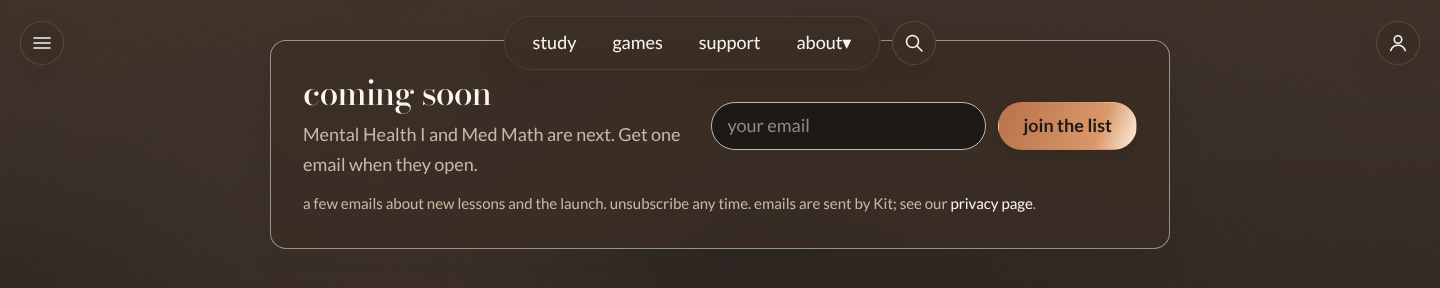 study games support about▾
coming soon
Mental Health I and Med Math are next. Get one
email when they open.
your email
join the list
a few emails about new lessons and the launch. unsubscribe any time. emails are sent by Kit; see our privacy page.